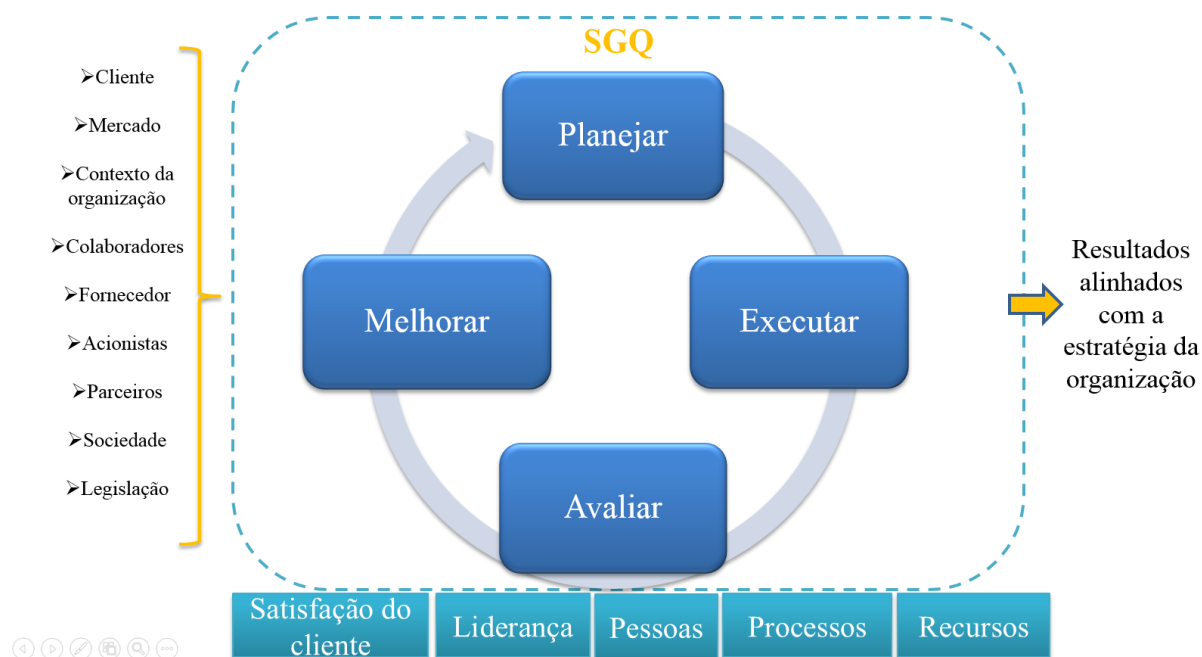 SGQ
➢Cliente
➢Mercado
➢Contexto da
organização
➢Colaboradores
➢Fornecedor
➢Acionistas
➢Parceiros
➢Sociedade
➢Legislação
Planejar
Executar
Avaliar
Melhorar
Resultados
alinhados
com a
estratégia da
organização
Satisfação do
cliente
Liderança
Pessoas
Processos
Recursos